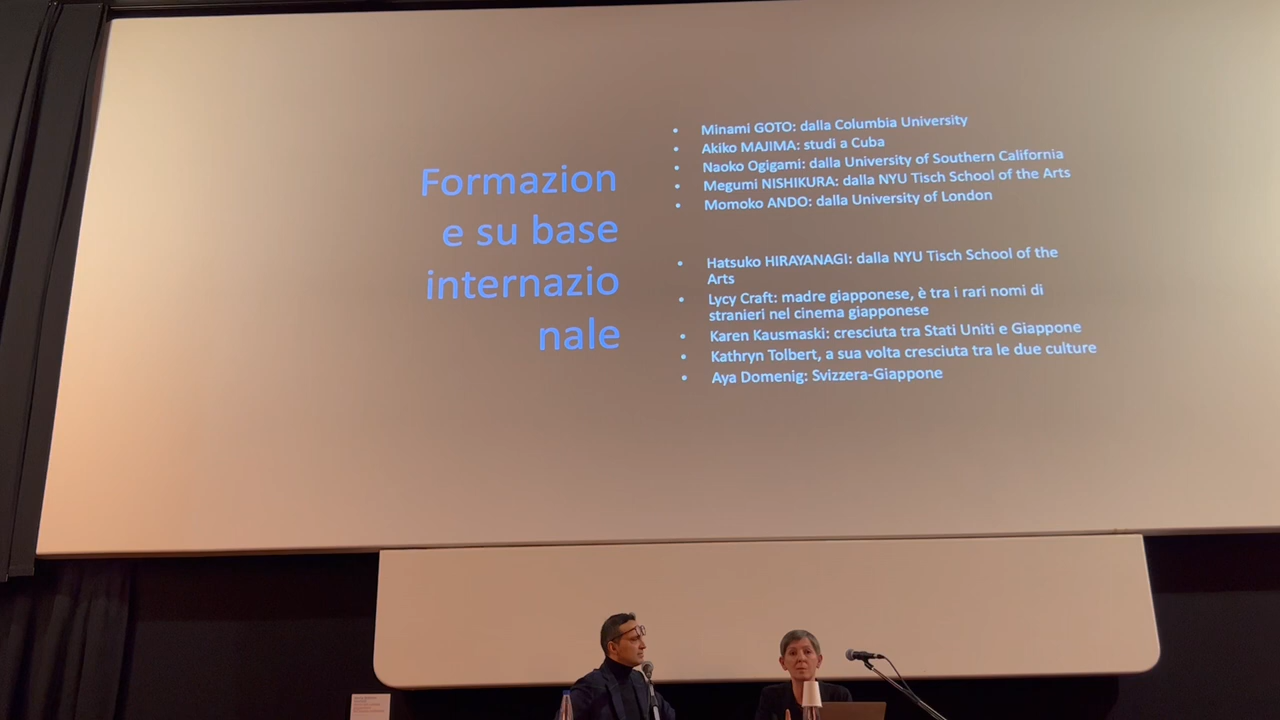 Formazion
e su base
internazio
nale
• Minami GOTO: dalla Columbia University
• Akiko MAJIMA: studi a Cuba
• Naoko Ogigami: dalla University of Southern California
• Megumi NISHIKURA: dalla NYU Tisch School of the Arts
• Momoko ANDO: dalla University of London
• Hatsuko HIRAYANAGI: dalla NYU Tisch School of the
Arts
• Lycy Craft: madre giapponese, è tra i rari nomi di
stranieri nel cinema giapponese
• Karen Kausmaski: cresciuta tra Stati Uniti e Giappone
• Kathryn Tolbert, a sua volta cresciuta tra le due culture
• Aya Domenig: Svizzera-Giappone